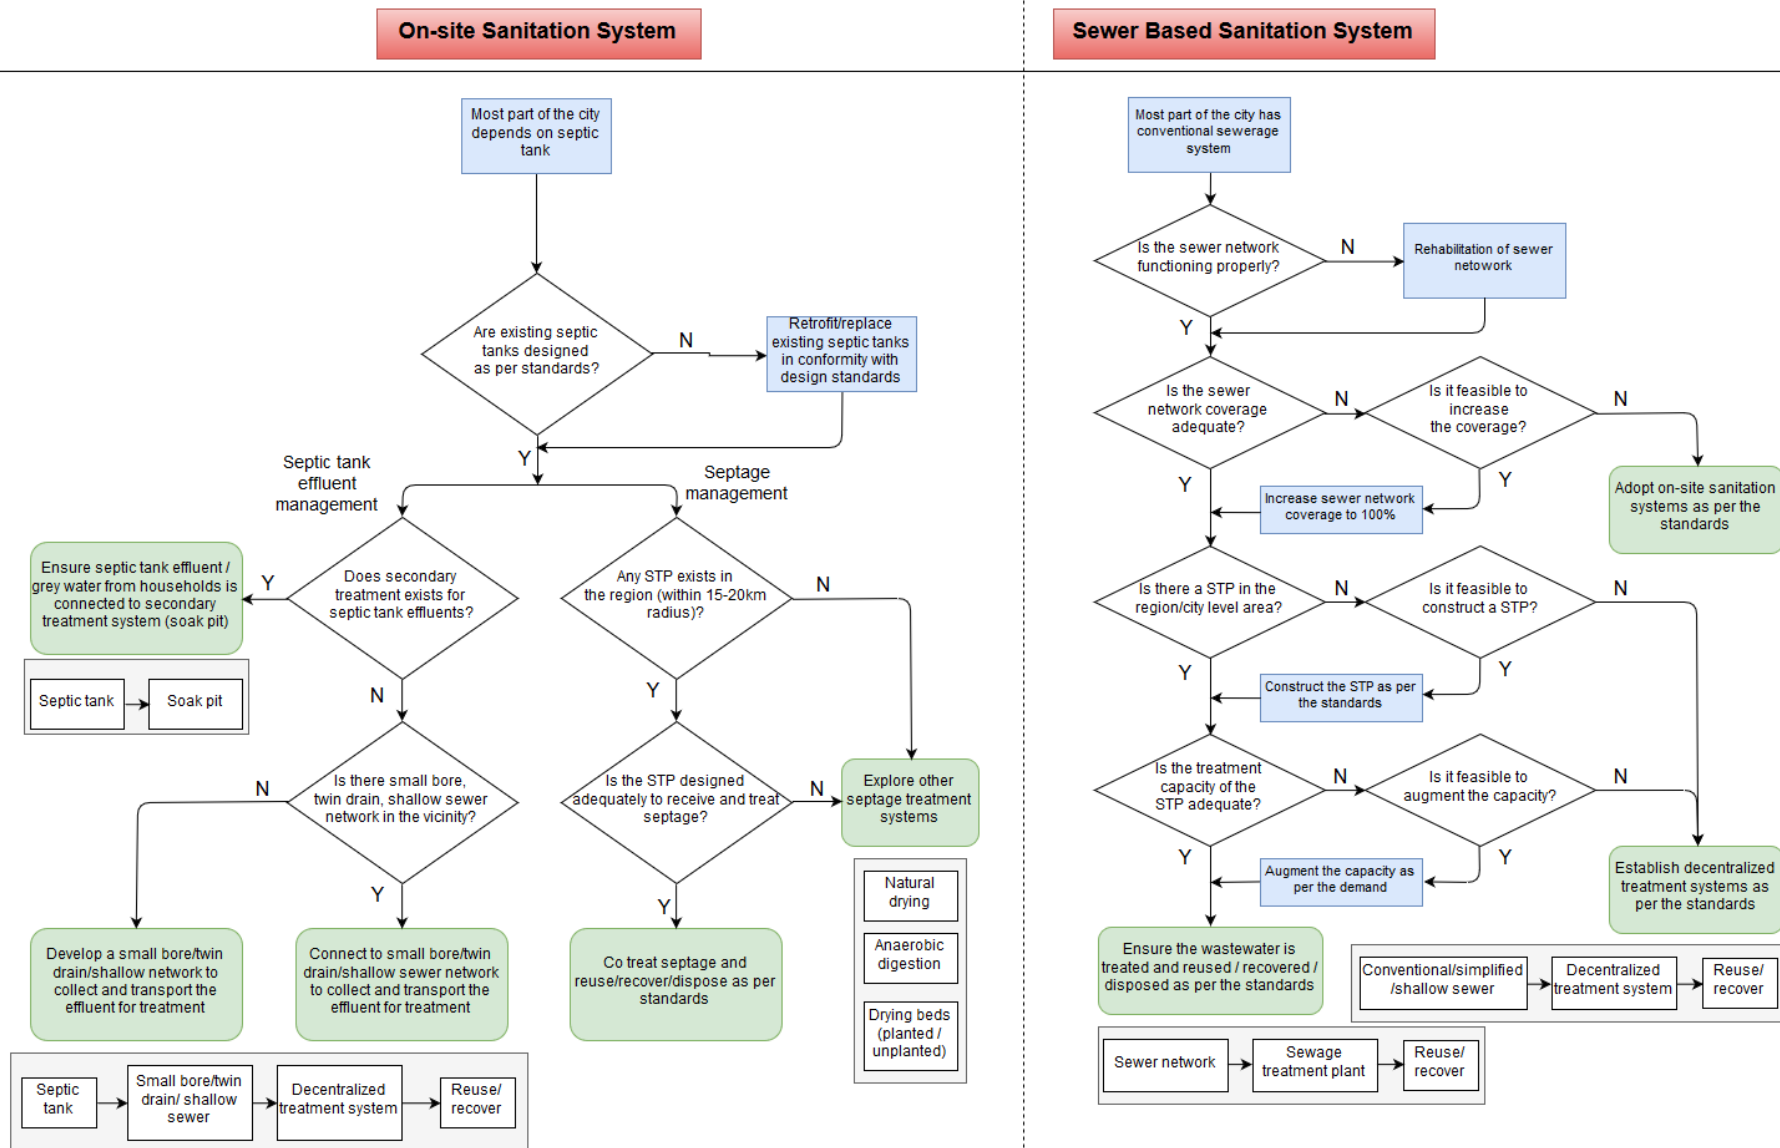 On-site Sanitation System
Sewer Based Sanitation System
Most part of the city
depends on septic
tank
Are existing septic
tanks designed
as per standards?
N
Retrofit/replace
existing septic tanks
in conformity with
design standards
Y
Septic tank
effluent
management
Septage
management
Ensure septic tank effluent /
grey water from households is
connected to secondary
treatment system (soak pit)
Y
Does secondary
treatment exists for
septic tank effluents?
Any STP exists in
the region (within 15-20km
radius)?
N
Septic tank
Soak pit
N
Y
N
Is there small bore,
twin drain, shallow sewer
network in the vicinity?
Is the STP designed
adequately to receive and treat
septage?
N
Explore other
septage treatment
systems
Y
Y
Natural
drying
Anaerobic
digestion
Drying beds
(planted /
unplanted)
Develop a small bore/twin
drain/shallow network to
collect and transport the
effluent for treatment
Connect to small bore/twin
drain/shallow sewer network
to collect and transport the
effluent for treatment
Co treat septage and
reuse/recover/dispose as per
standards
Septic
tank
Small bore/twin
drain/ shallow
sewer
Decentralized
treatment system
Reuse/
recover
Most part of the city has
conventional sewerage
system
Is the sewer network
functioning properly?
N
Rehabilitation of sewer
netowork
Y
Is the sewer
network coverage
adequate?
N
Is it feasible to
increase
the coverage?
N
Y
Y
Increase sewer network
coverage to 100%
Adopt on-site sanitation
systems as per the
standards
Is there a STP in the
region/city level area?
N
Is it feasible to
construct a STP?
N
Y
Y
Construct the STP as per
the standards
Is the treatment
capacity of the
STP adequate?
N
Is it feasible to
augment the capacity?
N
Y
Y
Augment the capacity as
per the demand
Establish decentralized
treatment systems as
per the standards
Ensure the wastewater is
treated and reused / recovered /
disposed as per the standards
Conventional/simplified
/shallow sewer
Decentralized
treatment system
Reuse/
recover
Sewer network
Sewage
treatment plant
Reuse/
recover